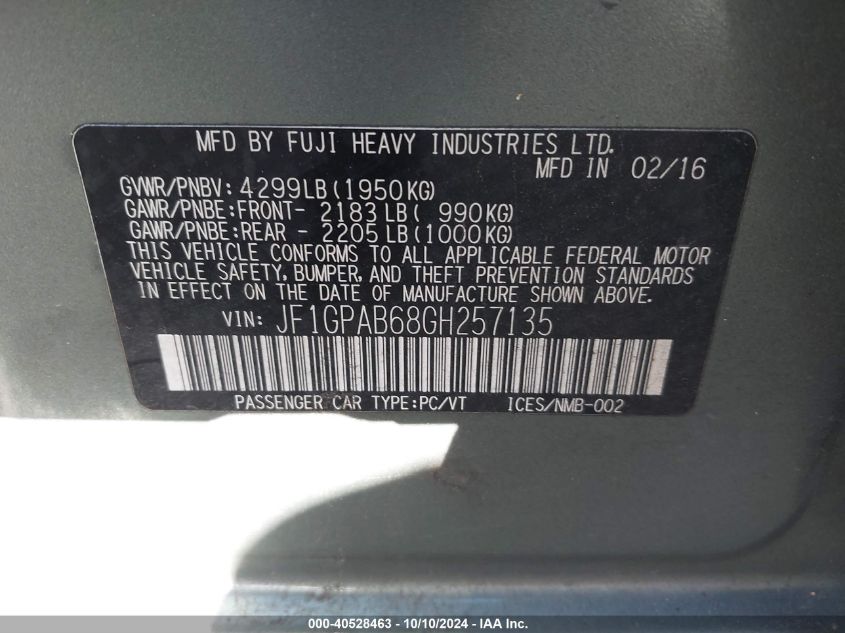 MFD BY FUJI HEAVY INDUSTRIES LTD.
MFD IN 02/16
GVWR/PNBV: 4299LB(1950KG)
GAWR/PNBE:FRONT- 2183LB( 990KG)
GAWR/PNBE:REAR - 2205LB(1000KG)
THIS VEHICLE CONFORMS TO ALL APPLICABLE FEDERAL MOTOR
VEHICLE SAFETY, BUMPER, AND THEFT PREVENTION STANDARDS
IN EFFECT ON THE DATE OF MANUFACTURE SHOWN ABOVE.
VIN: JF1GPAB68GH257135
PASSENGER CAR TYPE:PC/VT ICES/NMB-002
000-40528463 - 10/10/2024 - IAA Inc.